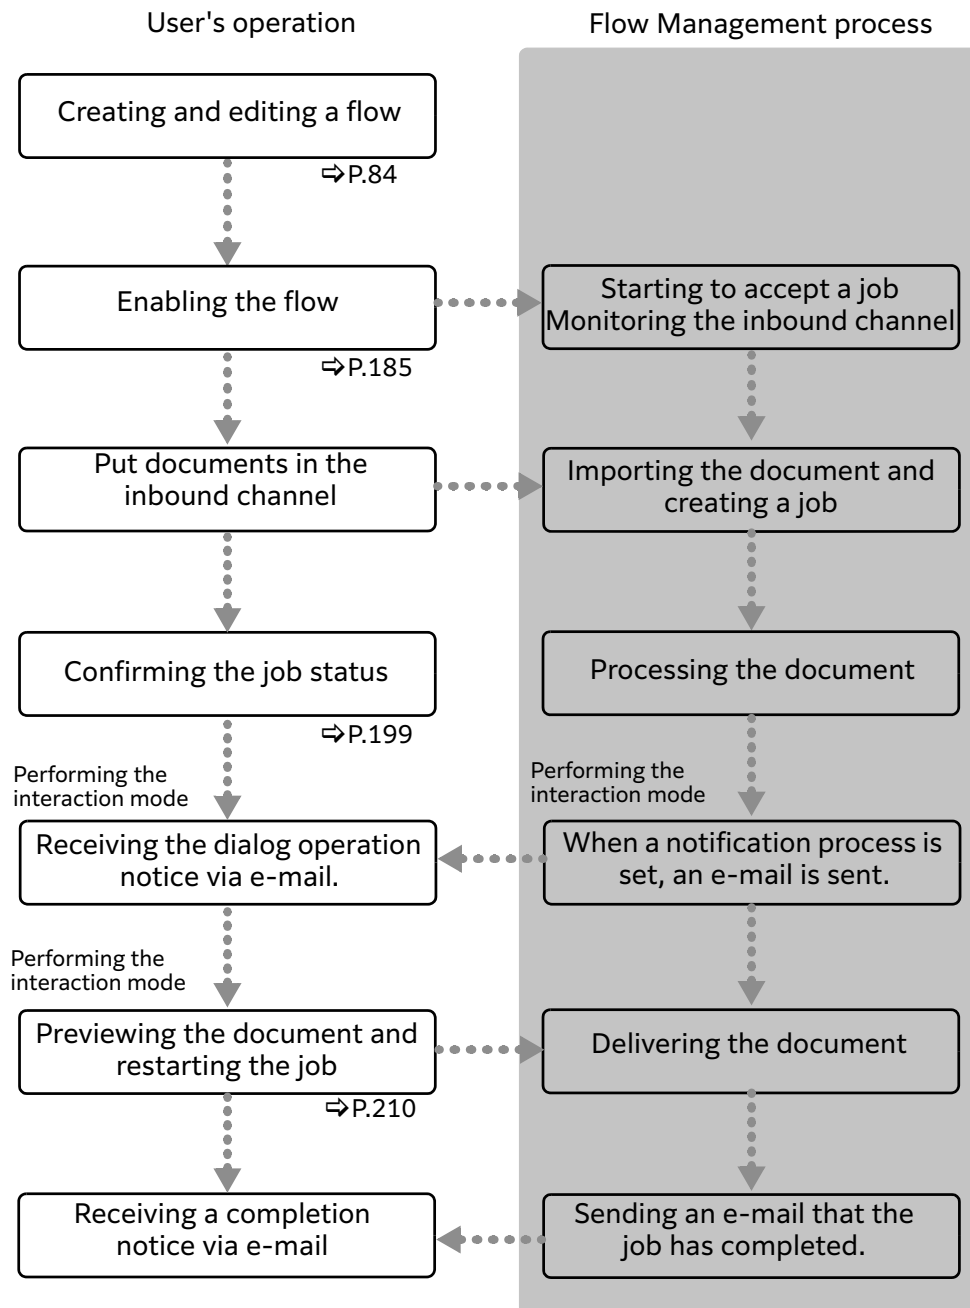 User's operation
Flow Management process
Creating and editing a flow
⇨P.84
Enabling the flow
Starting to accept a job
Monitoring the inbound channel
⇨P.185
Put documents in the
inbound channel
Importing the document and
creating a job
Confirming the job status
Processing the document
⇨P.199
Performing the
interaction mode
Performing the
interaction mode
Receiving the dialog operation
notice via e-mail.
When a notification process is
set, an e-mail is sent.
Performing the
interaction mode
Previewing the document and
restarting the job
Delivering the document
⇨P.210
Receiving a completion
notice via e-mail
Sending an e-mail that the
job has completed.